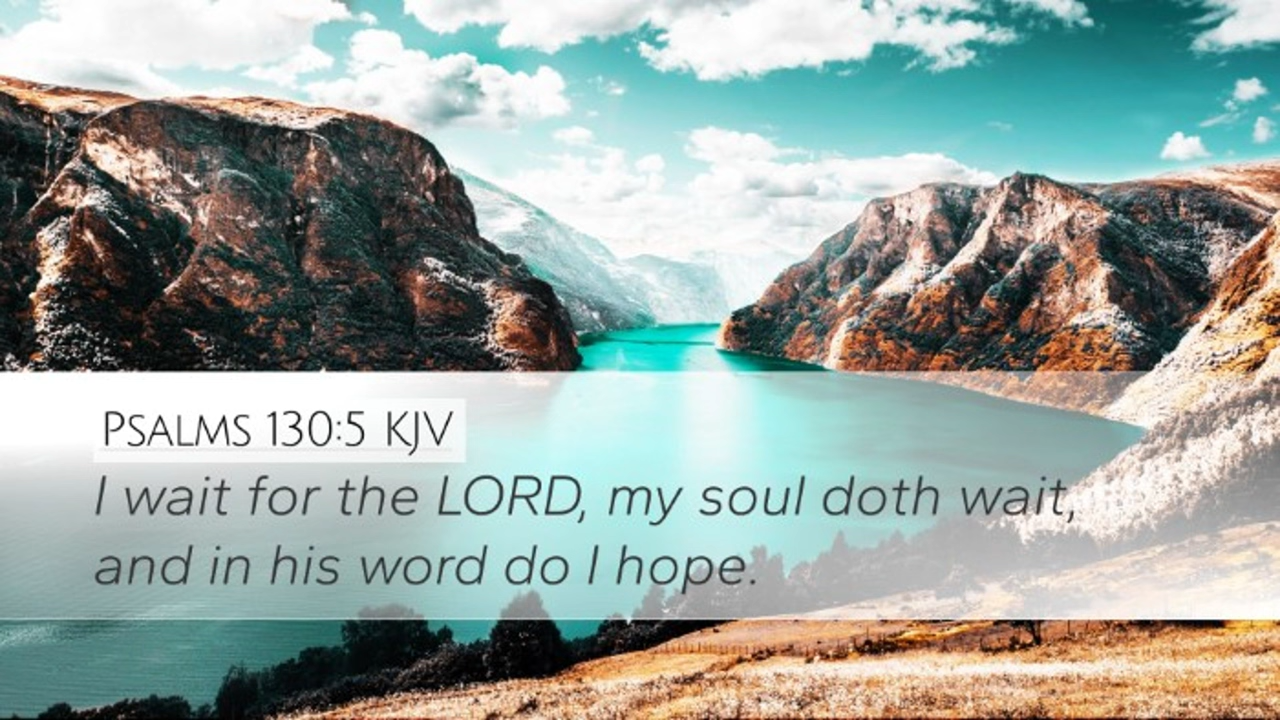 Psalms 130:5 KJV
I wait for the LORD, my soul doth wait,
and in his word do I hope.